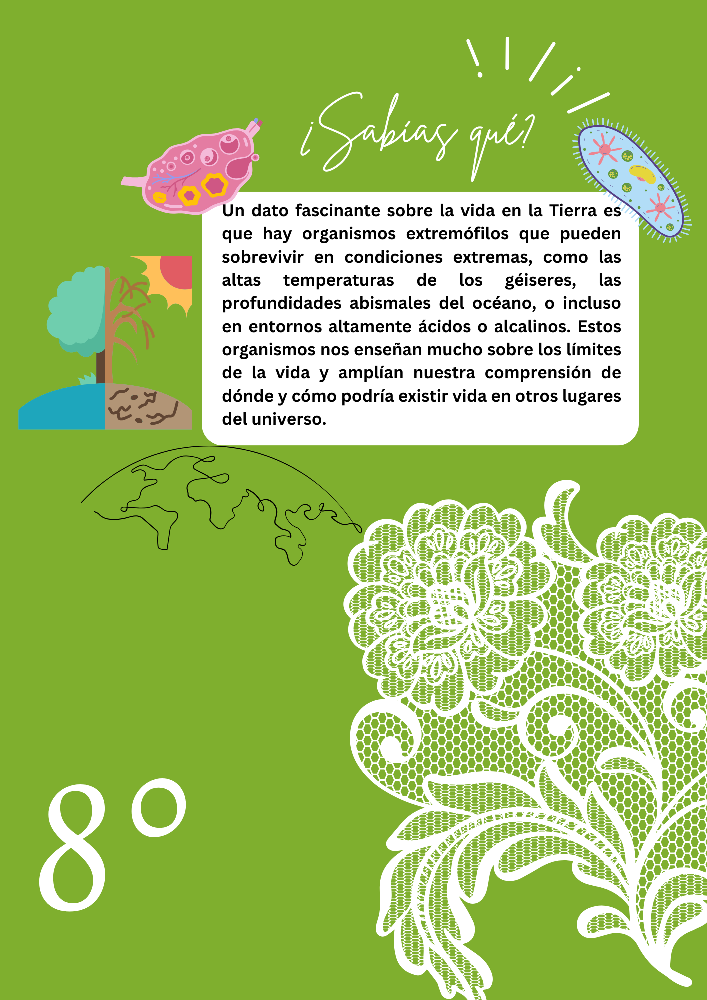 ¡Sabías qué?
Un dato fascinante sobre la vida en la Tierra es
que hay organismos extremófilos que pueden
sobrevivir en condiciones extremas, como las
altas temperaturas de los géiseres, las
profundidades abismales del océano, o incluso
en entornos altamente ácidos o alcalinos. Estos
organismos nos enseñan mucho sobre los límites
de la vida y amplían nuestra comprensión de
dónde y cómo podría existir vida en otros lugares
del universo.
8°